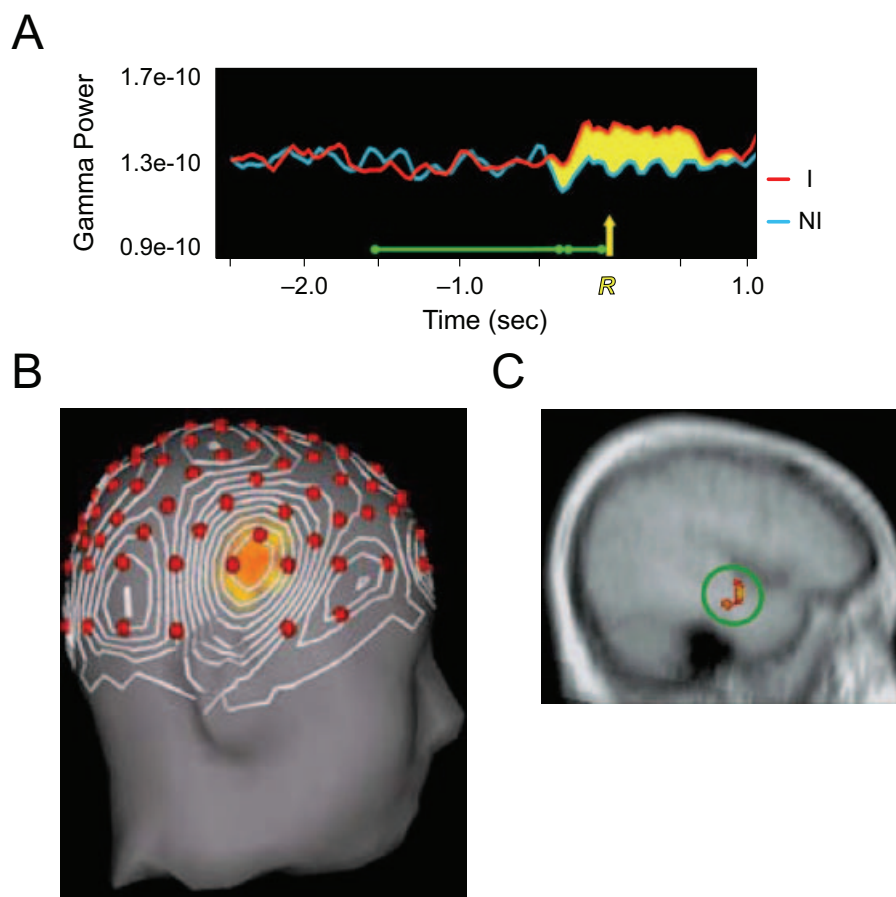 A
Gamma Power
1.7e-10
1.3e-10
0.9e-10
I
NI
–2.0
–1.0
R
1.0
Time (sec)
B
C